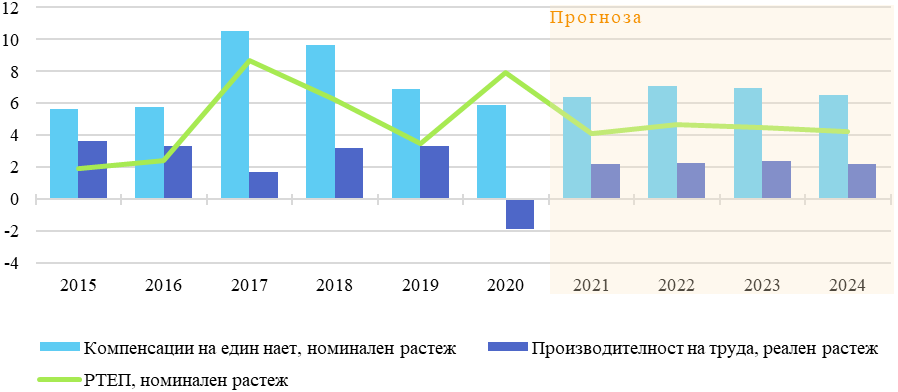 12
Прогноза
10
8
6
4
2
0
-2
-4
2015 2016 2017 2018 2019 2020 2021 2022 2023 2024
Компенсации на един нает, номинален растеж Производителност на труда, реален растеж
РТЕП, номинален растеж